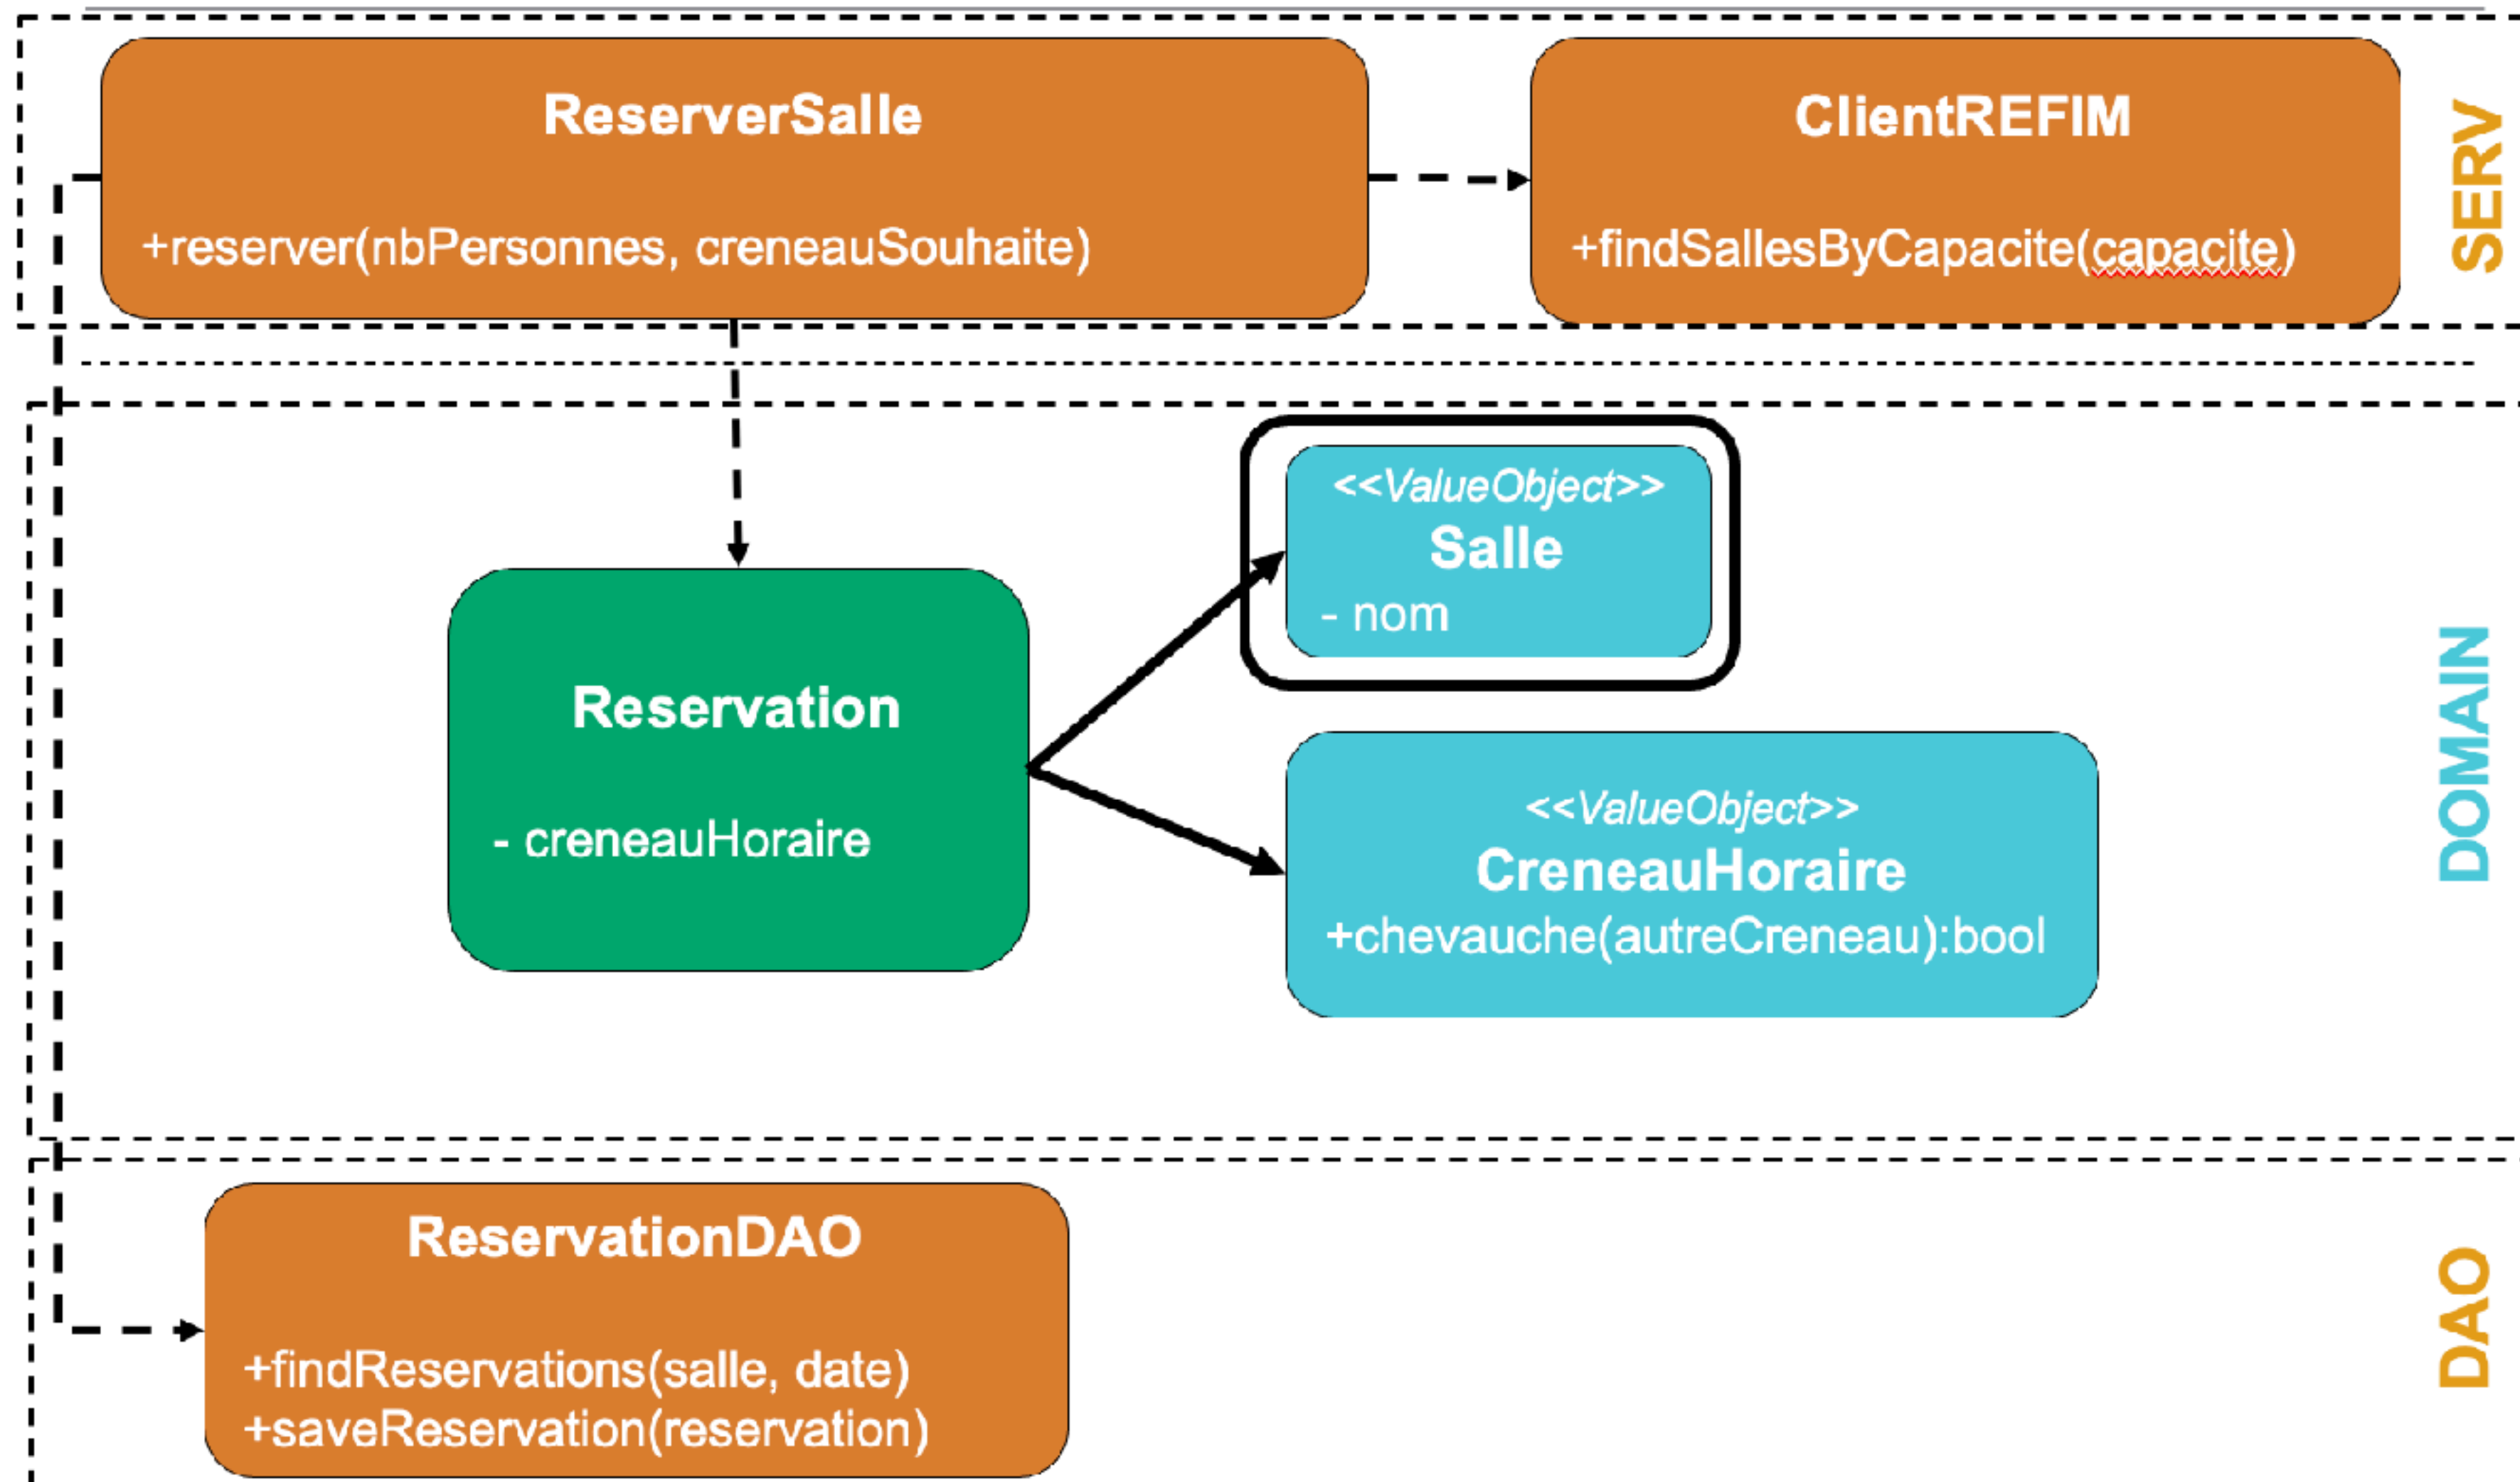 ReserverSalle
+reserver(nbPersonnes, creneauSouhaite)
ClientREFIM
+findSallesByCapacite(capacite)
SERV
<<ValueObject>>
Salle
- nom
Reservation
- creneauHoraire
<<ValueObject>>
CreneauHoraire
+chevauche(autreCreneau):bool
DOMAIN
ReservationDAO
+findReservations(salle, date)
+saveReservation(reservation)
DAO